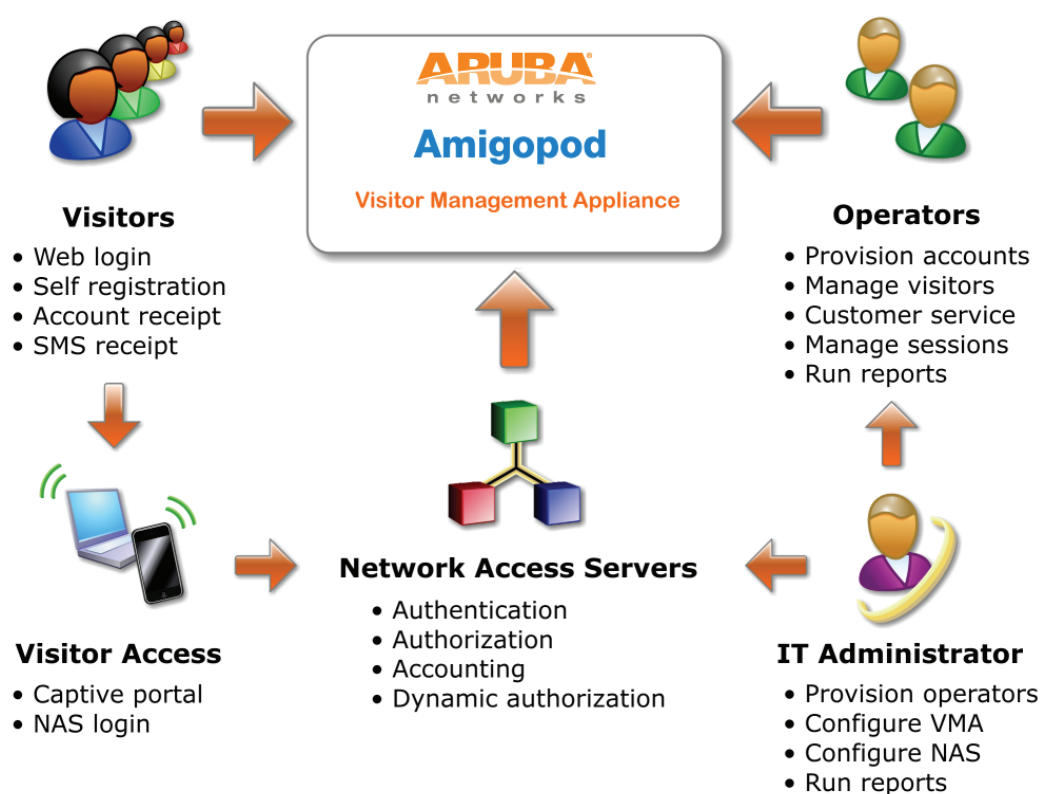 ARUBA
networks
Amigopod
Visitor Management Appliance
Visitors
• Web login
• Self registration
• Account receipt
• SMS receipt
Operators
• Provision accounts
• Manage visitors
• Customer service
• Manage sessions
• Run reports
Visitor Access
• Captive portal
• NAS login
Network Access Servers
• Authentication
• Authorization
• Accounting
• Dynamic authorization
IT Administrator
• Provision operators
• Configure VMA
• Configure NAS
• Run reports